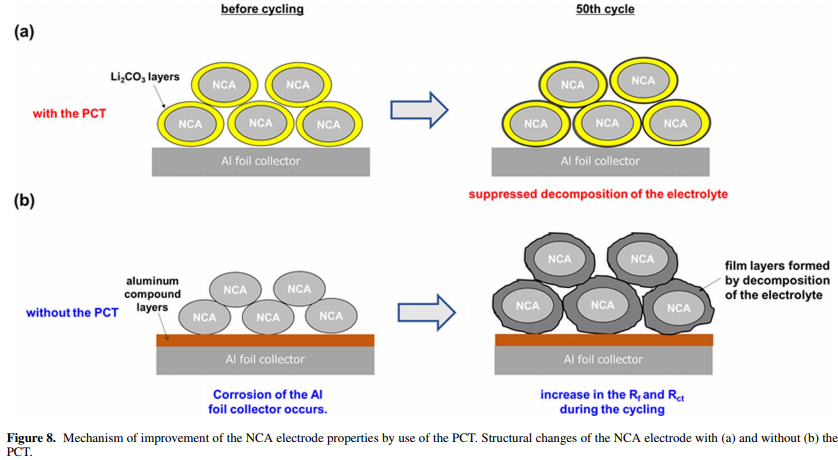 before cycling
50th cycle
(a)
Li₂CO₃ layers
NCA NCA
NCA NCA
with the PCT
NCA NCA NCA
NCA NCA NCA
Al foil collector
Al foil collector
suppressed decomposition of the electrolyte
(b)
aluminum
compound
layers
NCA NCA
NCA NCA
film layers formed
by decomposition
of the electrolyte
without the PCT
NCA NCA NCA
NCA NCA NCA
Al foil collector
Al foil collector
Corrosion of the Al
foil collector occurs.
increase in the Rf and Rct
during the cycling
Figure 8. Mechanism of improvement of the NCA electrode properties by use of the PCT. Structural changes of the NCA electrode with (a) and without (b) the
PCT.